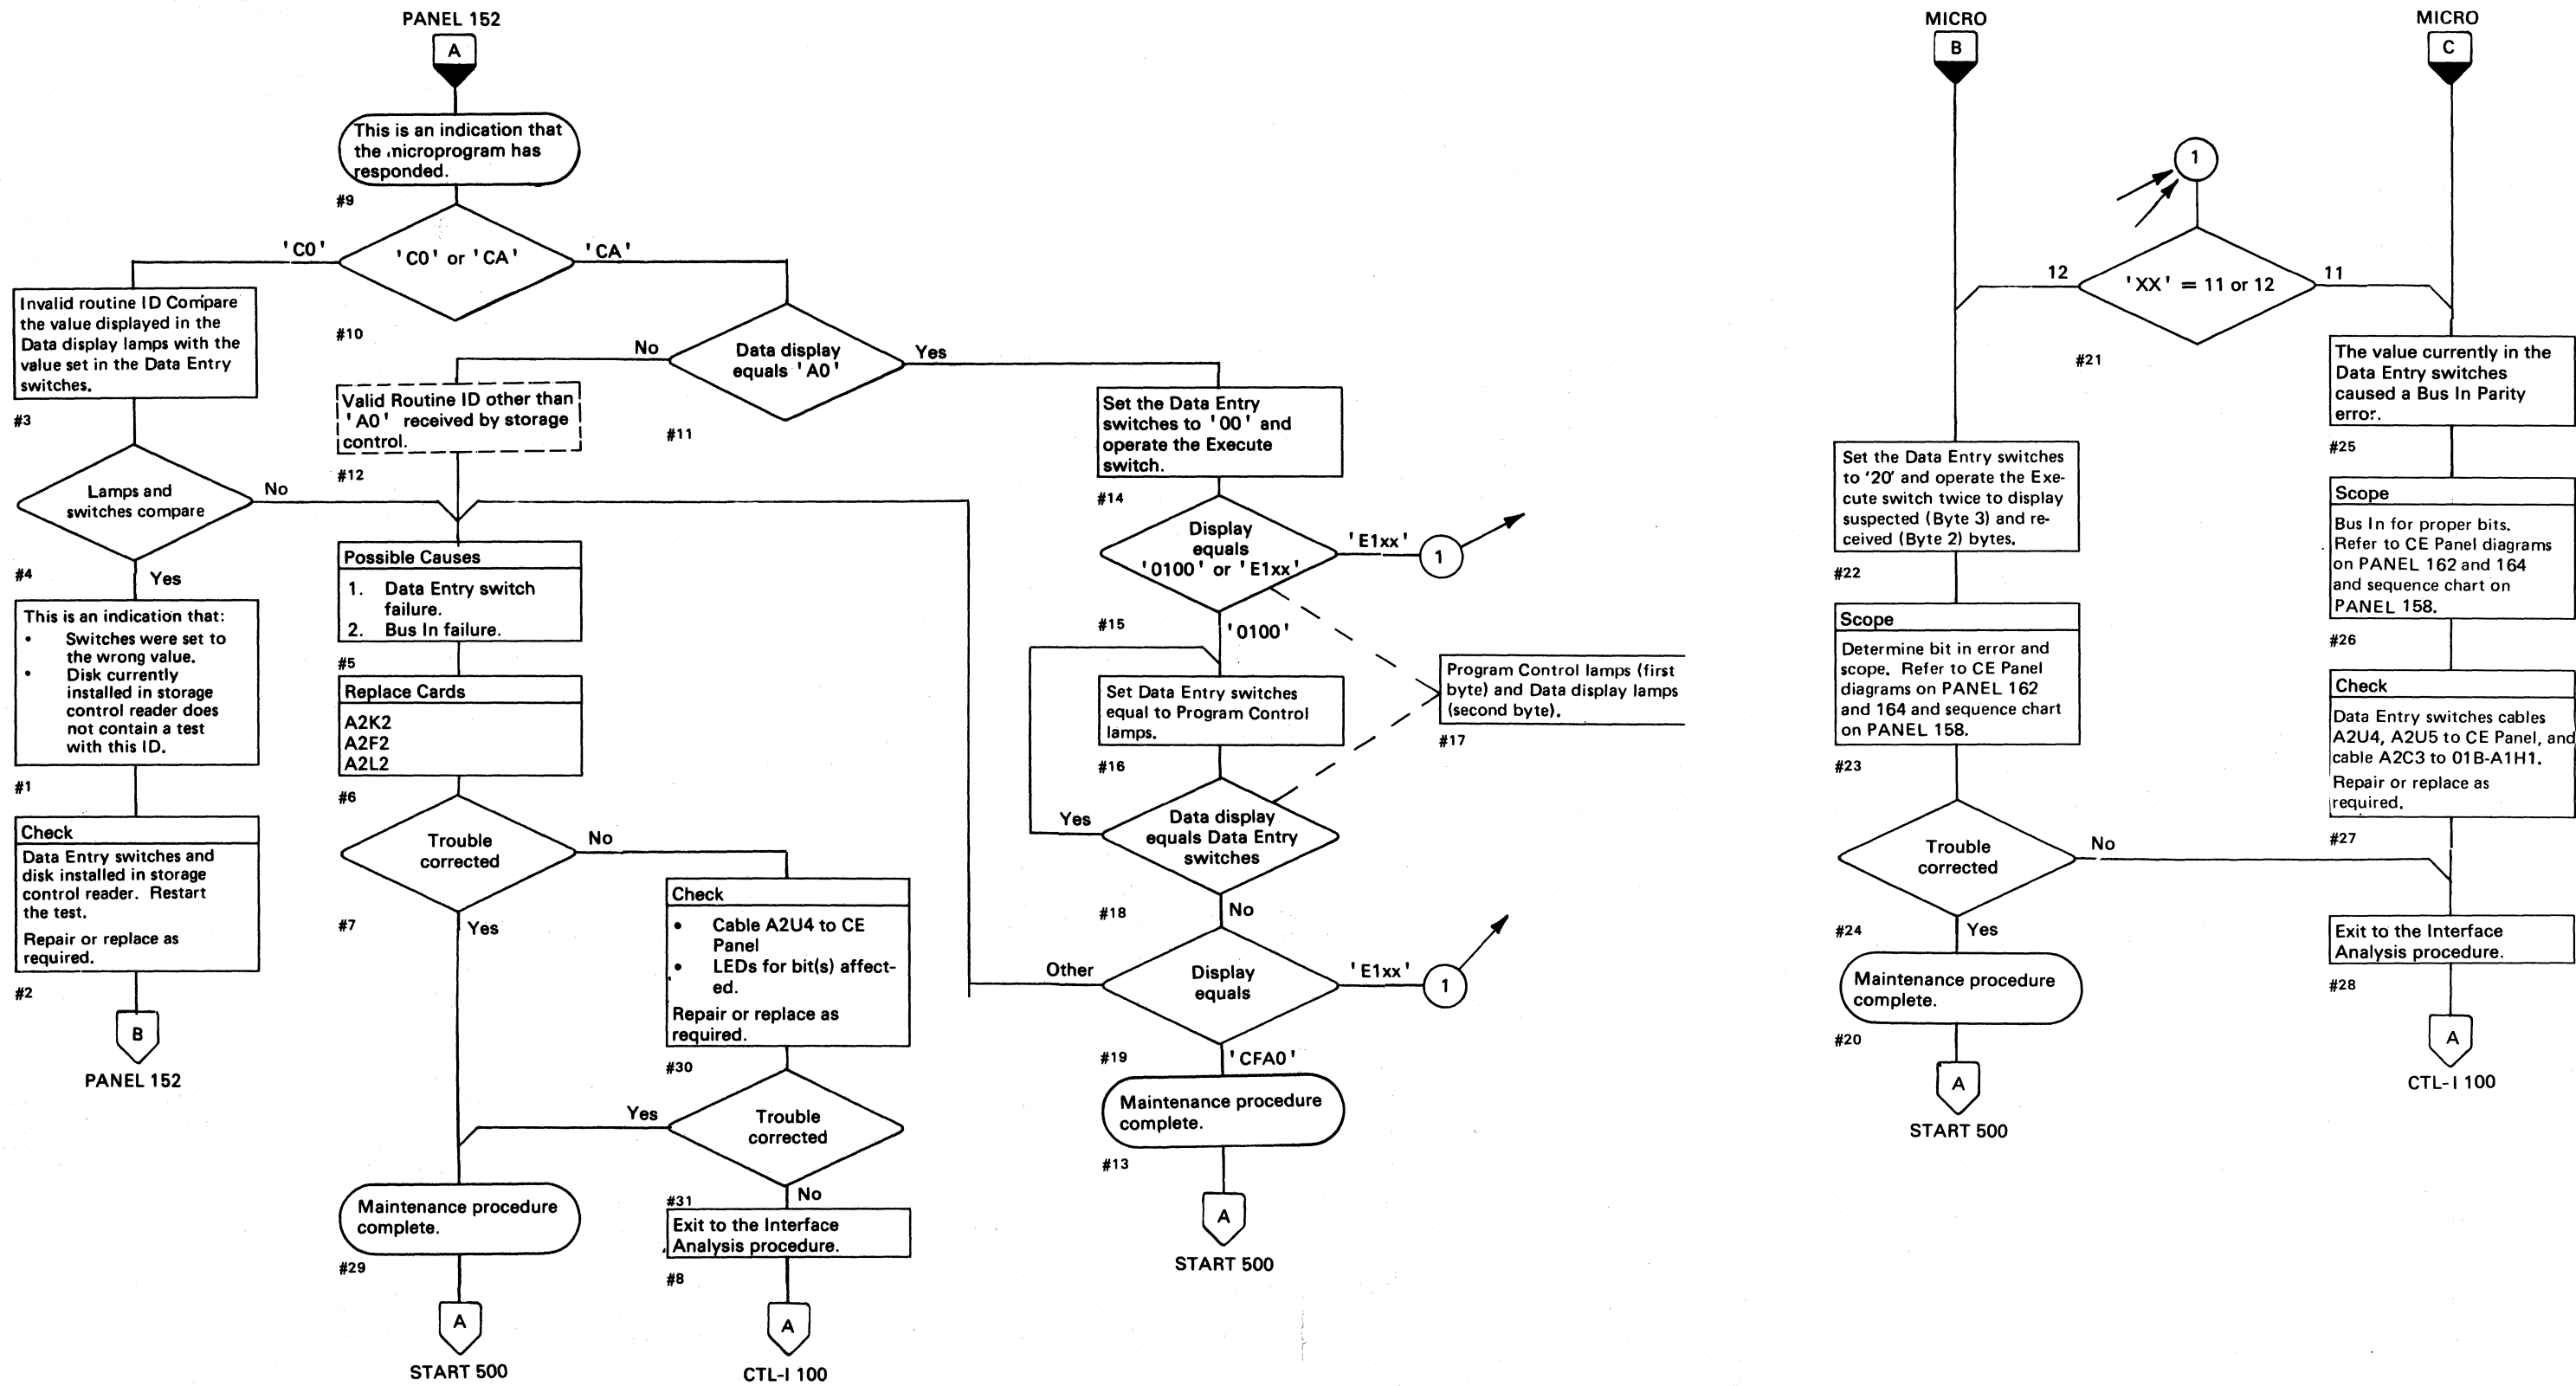 PANEL 152
A
This is an indication that
the microprogram has
responded.
#9
'C0' or 'CA'
'C0'
'CA'
#10
Invalid routine ID Compare
the value displayed in the
Data display lamps with the
value set in the Data Entry
switches.
#3
Lamps and
switches compare
No
#4
Yes
This is an indication that:
• Switches were set to
the wrong value.
• Disk currently
installed in storage
control reader does
not contain a test
with this ID.
#1
Check
Data Entry switches and
disk installed in storage
control reader. Restart
the test.
Repair or replace as
required.
#2
B
PANEL 152
Data display
equals 'A0'
No
Yes
#11
Valid Routine ID other than
'A0' received by storage
control.
#12
Possible Causes
1. Data Entry switch
failure.
2. Bus In failure.
#5
Replace Cards
A2K2
A2F2
A2L2
#6
Trouble
corrected
No
#7
Yes
Check
• Cable A2U4 to CE
Panel
• LEDs for bit(s) affect-
ed.
Repair or replace as
required.
#30
Trouble
corrected
Yes
#31
No
Maintenance procedure
complete.
#29
A
START 500
Exit to the Interface
Analysis procedure.
#8
A
CTL-I 100
Set the Data Entry
switches to '00' and
operate the Execute
switch.
#14
Display
equals
'0100' or 'E1xx'
'E1xx'
1
#15
'0100'
Set Data Entry switches
equal to Program Control
lamps.
#16
Program Control lamps (first
byte) and Data display lamps
(second byte).
#17
Data display
equals Data Entry
switches
Yes
#18
No
Display
equals
Other
'E1xx'
1
#19
'CFA0'
Maintenance procedure
complete.
#13
A
START 500
MICRO
B
MICRO
C
1
'XX' = 11 or 12
12
11
#21
Set the Data Entry switches
to '20' and operate the Exe-
cute switch twice to display
suspected (Byte 3) and re-
ceived (Byte 2) bytes.
#22
Scope
Determine bit in error and
scope. Refer to CE Panel
diagrams on PANEL 162
and 164 and sequence chart
on PANEL 158.
#23
Trouble
corrected
No
#24
Yes
Maintenance procedure
complete.
#20
A
START 500
The value currently in the
Data Entry switches
caused a Bus In Parity
error.
#25
Scope
Bus In for proper bits.
Refer to CE Panel diagrams
on PANEL 162 and 164
and sequence chart on
PANEL 158.
#26
Check
Data Entry switches cables
A2U4, A2U5 to CE Panel, and
cable A2C3 to 01B-A1H1.
Repair or replace as
required.
#27
Exit to the Interface
Analysis procedure.
#28
A
CTL-I 100